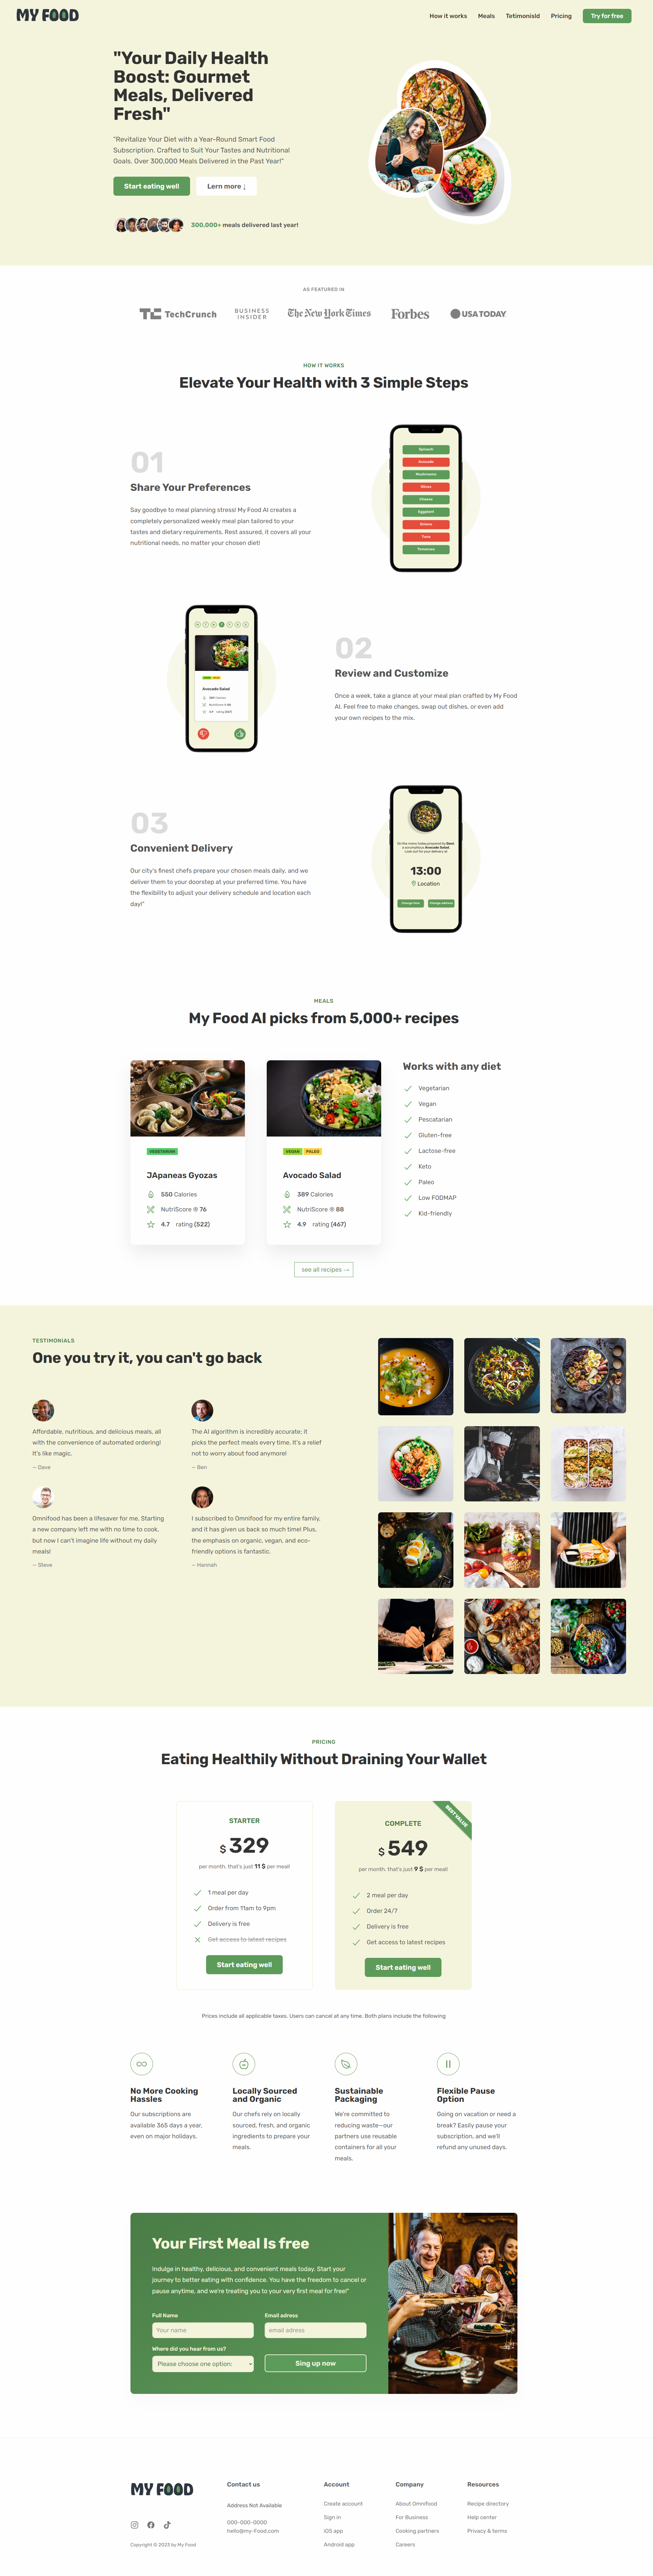 MY FOOD
How it works
Meals
Tetimonisld
Pricing
Try for free
"Your Daily Health
Boost: Gourmet
Meals, Delivered
Fresh"
"Revitalize Your Diet with a Year-Round Smart Food
Subscription. Crafted to Suit Your Tastes and Nutritional
Goals. Over 300,000 Meals Delivered in the Past Year!"
Start eating well
Lern more ↓
300,000+ meals delivered last year!
AS FEATURED IN
TechCrunch
BUSINESS
INSIDER
The New York Times
Forbes
USA TODAY
HOW IT WORKS
Elevate Your Health with 3 Simple Steps
01
Share Your Preferences
Say goodbye to meal planning stress! My Food AI creates a
completely personalized weekly meal plan tailored to your
tastes and dietary requirements. Rest assured, it covers all your
nutritional needs, no matter your chosen diet!
Spinach
Avocado
Mushrooms
Olives
Cheese
Eggplant
Onions
Tuna
Tomatoes
Avocado Salad
389 Calories
NutriScore ® 88
4.9 rating (467)
02
Review and Customize
Once a week, take a glance at your meal plan crafted by My Food
AI. Feel free to make changes, swap out dishes, or even add
your own recipes to the mix.
03
Convenient Delivery
Our city's finest chefs prepare your chosen meals daily, and we
deliver them to your doorstep at your preferred time. You have
the flexibility to adjust your delivery schedule and location each
day!"
13:00
Location
Change time
Change address
MEALS
My Food AI picks from 5,000+ recipes
VEGETARIAN
JApaneas Gyozas
550 Calories
NutriScore ® 76
4.7 rating (522)
VEGAN
PALEO
Avocado Salad
389 Calories
NutriScore ® 88
4.9 rating (467)
Works with any diet
Vegetarian
Vegan
Pescatarian
Gluten-free
Lactose-free
Keto
Paleo
Low FODMAP
Kid-friendly
see all recipes →
TESTIMONIALS
One you try it, you can't go back
Affordable, nutritious, and delicious meals, all
with the convenience of automated ordering!
It's like magic.
— Dave
The AI algorithm is incredibly accurate; it
picks the perfect meals every time. It's a relief
not to worry about food anymore!
— Ben
Omnifood has been a lifesaver for me. Starting
a new company left me with no time to cook,
but now I can't imagine life without my daily
meals!
— Steve
I subscribed to Omnifood for my entire family,
and it has given us back so much time! Plus,
the emphasis on organic, vegan, and eco-
friendly options is fantastic.
— Hannah
PRICING
Eating Healthily Without Draining Your Wallet
STARTER
$ 329
per month. that's just 11 $ per meal!
1 meal per day
Order from 11am to 9pm
Delivery is free
Get access to latest recipes
Start eating well
BEST VALUE
COMPLETE
$ 549
per month. that's just 9 $ per meal!
2 meal per day
Order 24/7
Delivery is free
Get access to latest recipes
Start eating well
Prices include all applicable taxes. Users can cancel at any time. Both plans include the following
No More Cooking
Hassles
Our subscriptions are
available 365 days a year,
even on major holidays.
Locally Sourced
and Organic
Our chefs rely on locally
sourced, fresh, and organic
ingredients to prepare your
meals.
Sustainable
Packaging
We're committed to
reducing waste—our
partners use reusable
containers for all your
meals.
Flexible Pause
Option
Going on vacation or need a
break? Easily pause your
subscription, and we'll
refund any unused days.
Your First Meal Is free
Indulge in healthy, delicious, and convenient meals today. Start your
journey to better eating with confidence. You have the freedom to cancel or
pause anytime, and we're treating you to your very first meal for free!"
Full Name
Your name
Email adress
email adress
Where did you hear from us?
Please choose one option:
Sing up now
MY FOOD
Copyright © 2023 by My Food
Contact us
Address Not Available
000-000-0000
hello@my-Food.com
Account
Create account
Sign in
iOS app
Android app
Company
About Omnifood
For Business
Cooking partners
Careers
Resources
Recipe directory
Help center
Privacy & terms